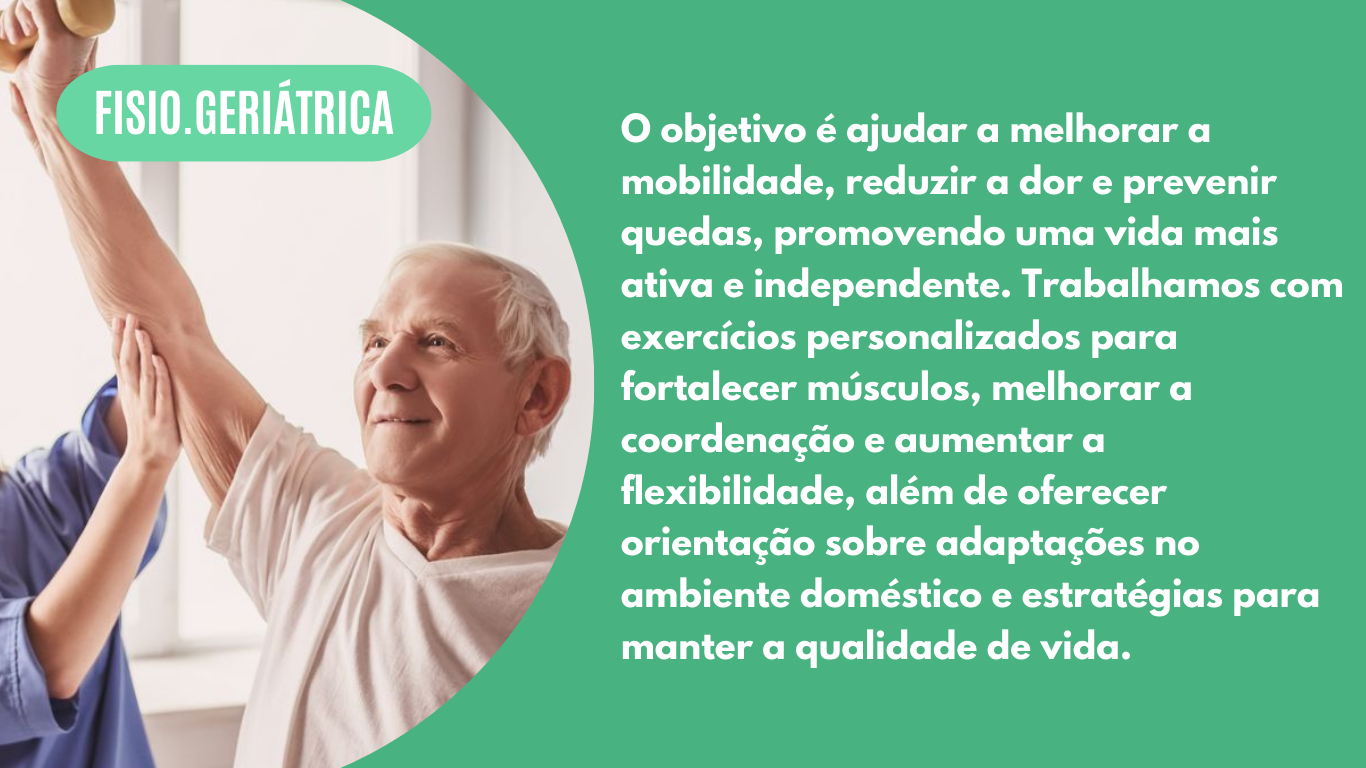 FISIO.GERIÁTRICA
O objetivo é ajudar a melhorar a
mobilidade, reduzir a dor e prevenir
quedas, promovendo uma vida mais
ativa e independente. Trabalhamos com
exercícios personalizados para
fortalecer músculos, melhorar a
coordenação e aumentar a
flexibilidade, além de oferecer
orientação sobre adaptações no
ambiente doméstico e estratégias para
manter a qualidade de vida.